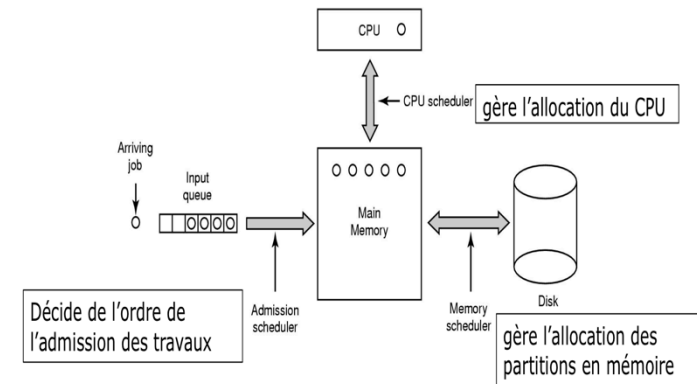 CPU
CPU scheduler
gère l'allocation du CPU
Arriving
job
Input
queue
Main
Memory
Admission
scheduler
Memory
scheduler
Disk
Décide de l'ordre de
l'admission des travaux
gère l'allocation des
partitions en mémoire